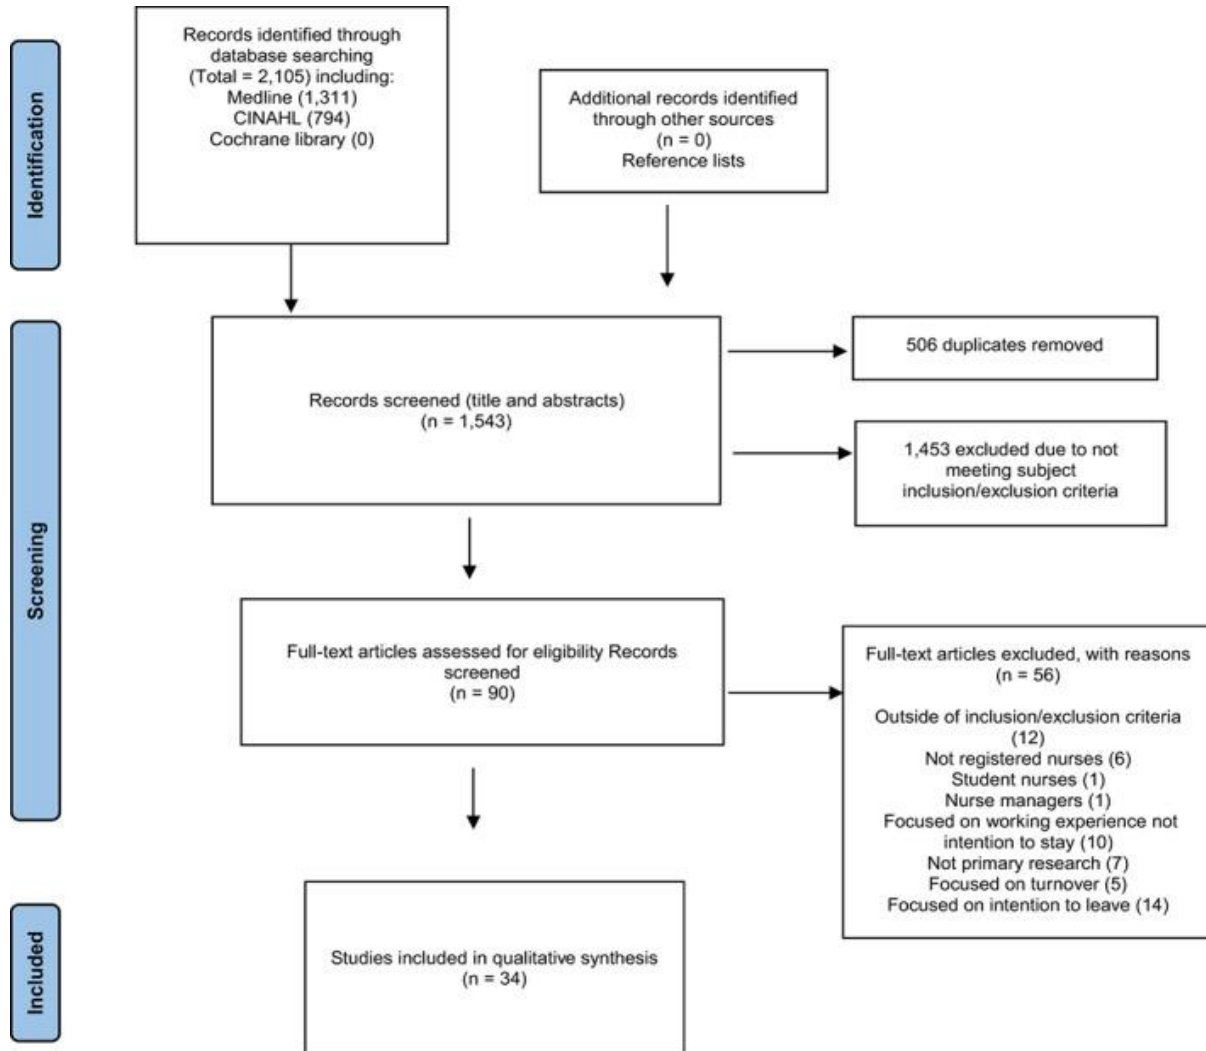 Identification
Records identified through
database searching
(Total = 2,105) including:
Medline (1,311)
CINAHL (794)
Cochrane library (0)
Additional records identified
through other sources
(n = 0)
Reference lists
Screening
Records screened (title and abstracts)
(n = 1,543)
506 duplicates removed
1,453 excluded due to not
meeting subject
inclusion/exclusion criteria
Full-text articles assessed for eligibility Records
screened
(n = 90)
Full-text articles excluded, with reasons
(n = 56)
Outside of inclusion/exclusion criteria
(12)
Not registered nurses (6)
Student nurses (1)
Nurse managers (1)
Focused on working experience not
intention to stay (10)
Not primary research (7)
Focused on turnover (5)
Focused on intention to leave (14)
Included
Studies included in qualitative synthesis
(n = 34)